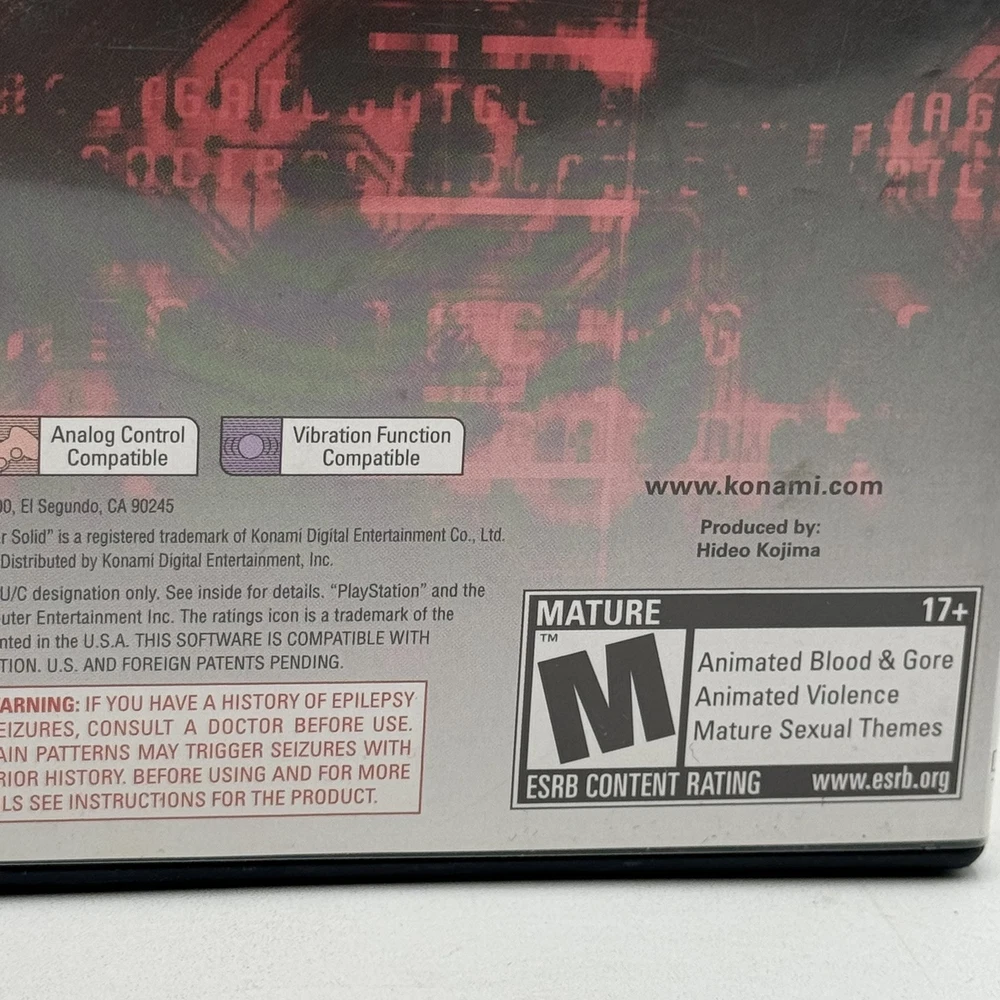 Analog Control
Compatible
Vibration Function
Compatible
00, El Segundo, CA 90245
r Solid" is a registered trademark of Konami Digital Entertainment Co., Ltd.
Distributed by Konami Digital Entertainment, Inc.
U/C designation only. See inside for details. "PlayStation" and the
uter Entertainment Inc. The ratings icon is a trademark of the
nted in the U.S.A. THIS SOFTWARE IS COMPATIBLE WITH
TION. U.S. AND FOREIGN PATENTS PENDING.
ARNING: IF YOU HAVE A HISTORY OF EPILEPSY
EIZURES, CONSULT A DOCTOR BEFORE USE.
AIN PATTERNS MAY TRIGGER SEIZURES WITH
RIOR HISTORY. BEFORE USING AND FOR MORE
LS SEE INSTRUCTIONS FOR THE PRODUCT.
www.konami.com
Produced by:
Hideo Kojima
MATURE 17+
M
TM
Animated Blood & Gore
Animated Violence
Mature Sexual Themes
ESRB CONTENT RATING www.esrb.org